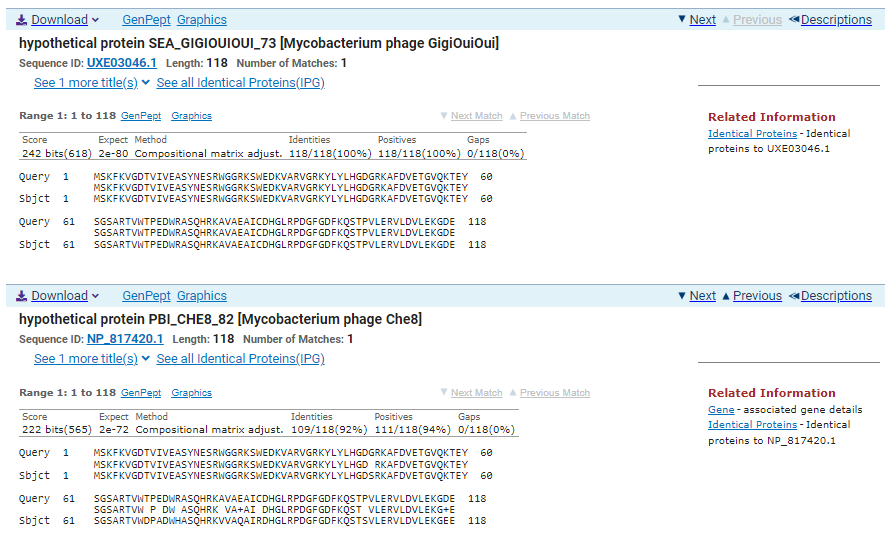 Download GenPept Graphics Next Previous Descriptions
hypothetical protein SEA_GIGIOUIOUI_73 [Mycobacterium phage GigiOuiOui]
Sequence ID: UXE03046.1 Length: 118 Number of Matches: 1
See 1 more title(s) See all Identical Proteins(IPG)
Range 1: 1 to 118 GenPept Graphics Next Match Previous Match
Score Expect Method Identities Positives Gaps
242 bits(618) 2e-80 Compositional matrix adjust. 118/118(100%) 118/118(100%) 0/118(0%)
Query 1 MSKFKVGDTVIVEASYNESRWGGRKSWEDKVARVGRKYLYLHGDGRKAFDVETGVQKTEY 60
MSKFKVGDTVIVEASYNESRWGGRKSWEDKVARVGRKYLYLHGDGRKAFDVETGVQKTEY
Sbjct 1 MSKFKVGDTVIVEASYNESRWGGRKSWEDKVARVGRKYLYLHGDGRKAFDVETGVQKTEY 60
Query 61 SGSARTVWTPEDWRASQHRKAVAEAICDHGLRPDGFGDFKQSTPVLERVLDVLEKGDE 118
SGSARTVWTPEDWRASQHRKAVAEAICDHGLRPDGFGDFKQSTPVLERVLDVLEKGDE
Sbjct 61 SGSARTVWTPEDWRASQHRKAVAEAICDHGLRPDGFGDFKQSTPVLERVLDVLEKGDE 118
Related Information
Identical Proteins - Identical
proteins to UXE03046.1
Download GenPept Graphics Next Previous Descriptions
hypothetical protein PBI_CHE8_82 [Mycobacterium phage Che8]
Sequence ID: NP_817420.1 Length: 118 Number of Matches: 1
See 1 more title(s) See all Identical Proteins(IPG)
Range 1: 1 to 118 GenPept Graphics Next Match Previous Match
Score Expect Method Identities Positives Gaps
222 bits(565) 2e-72 Compositional matrix adjust. 109/118(92%) 111/118(94%) 0/118(0%)
Query 1 MSKFKVGDTVIVEASYNESRWGGRKSWEDKVARVGRKYLYLHGDGRKAFDVETGVQKTEY 60
MSKFKVGDTVIVEASYNESRWGGRKSWEDKVARVGRKYLYLHGD RKAFDVETGVQKTEY
Sbjct 1 MSKFKVGDTVIVEASYNESRWGGRKSWEDKVARVGRKYLYLHGDSRKAFDVETGVQKTEY 60
Query 61 SGSARTVWTPEDWRASQHRKAVAEAICDHGLRPDGFGDFKQSTPVLERVLDVLEKGDE 118
SGSARTVW P DW ASQHRK VA+AI DHGLRPDGFGDFKQST VLERVLDVLEKG+E
Sbjct 61 SGSARTVWDPADWHASQHRKVVAQAIRDHGLRPDGFGDFKQSTSVLERVLDVLEKGEE 118
Related Information
Gene - associated gene details
Identical Proteins - Identical
proteins to NP_817420.1